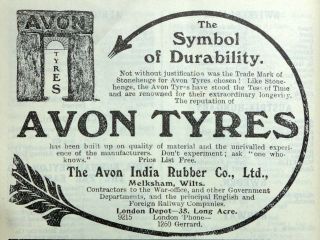 AVON
TYRES
The
Symbol
of
Durability.
Not without justification was the Trade Mark of
Stonehenge for Avon Tyres chosen! Like Stone-
henge, the Avon Tyres have stood the Test of Time
and are renowned for their extraordinary longevity.
The reputation of
AVON TYRES
has been built up on quality of material and the unrivalled experi-
ence of the manufacturers. Don't experiment; ask "one who-
knows." Price List Free.
The Avon India Rubber Co., Ltd.,
Melksham, Wilts.
Contractors to the War-office, and other Government
Departments, and the principal English and
Foreign Railway Companies.
London Depot—35, Long Acre.
9215 London 'Phone—
1260 Gerrard.